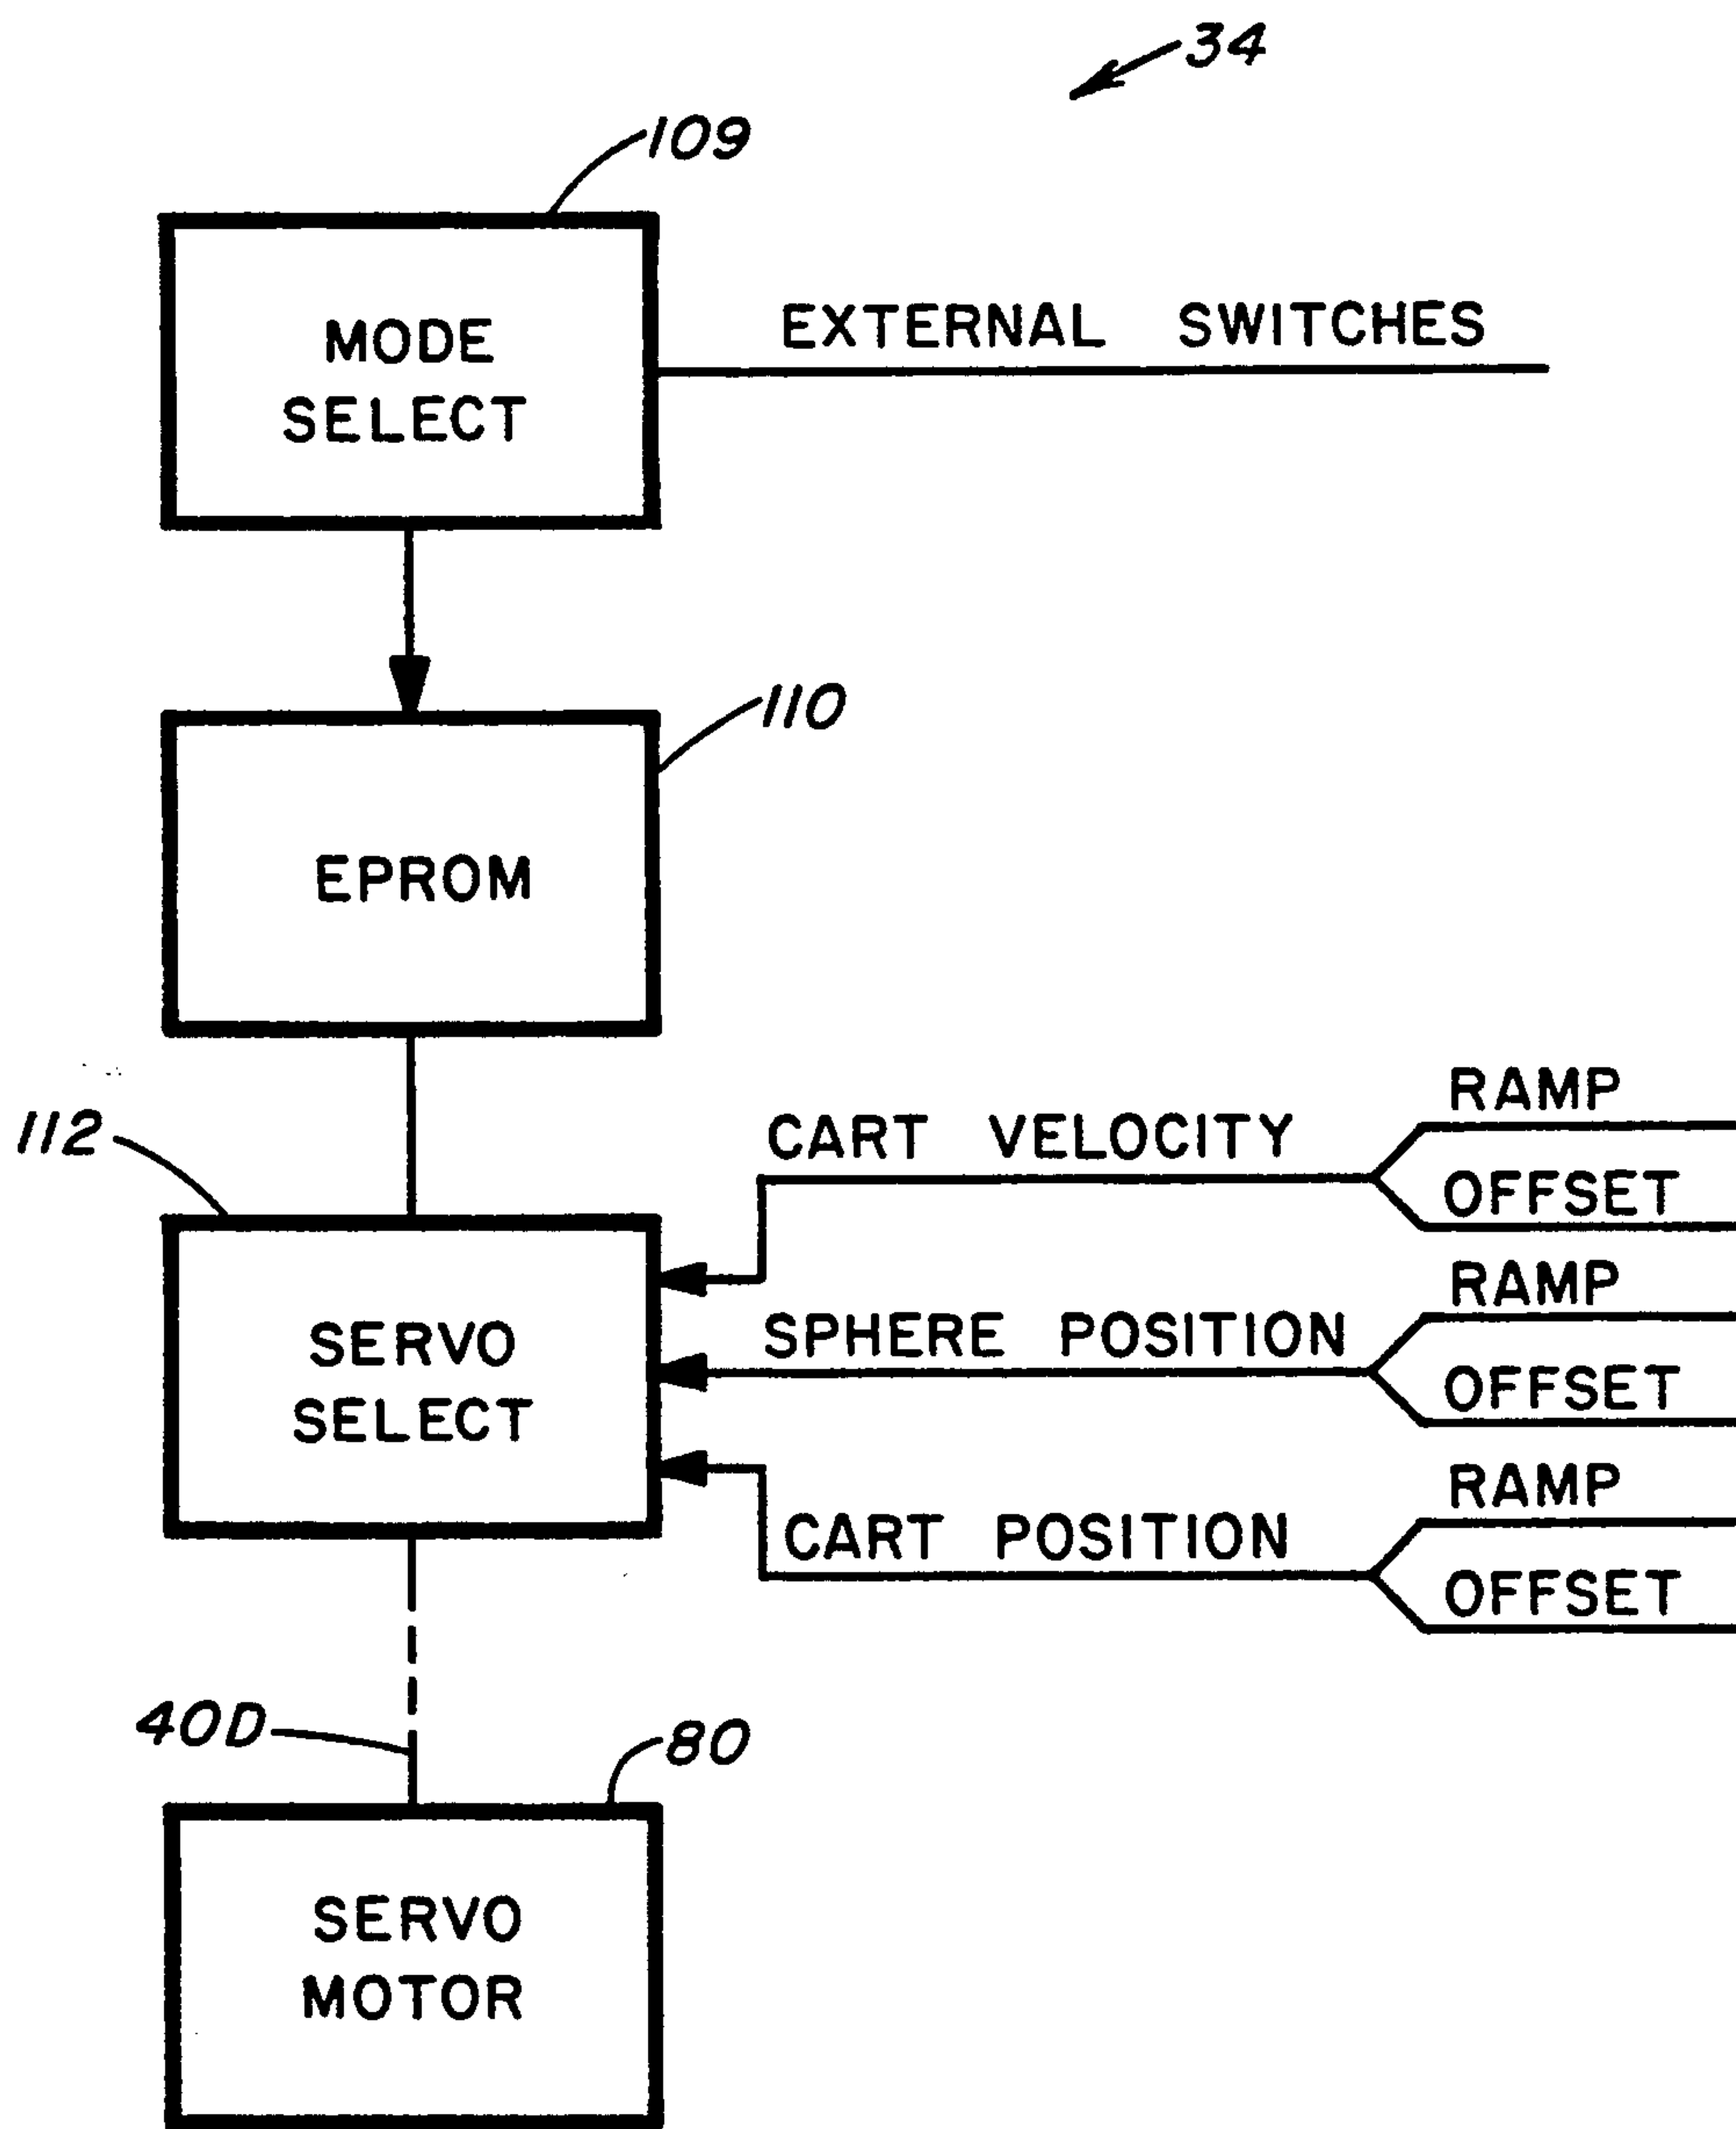 34
109
MODE
SELECT
EXTERNAL SWITCHES
110
EPROM
112
CART VELOCITY
RAMP
OFFSET
SERVO
SELECT
SPHERE POSITION
RAMP
OFFSET
CART POSITION
RAMP
OFFSET
40D
80
SERVO
MOTOR